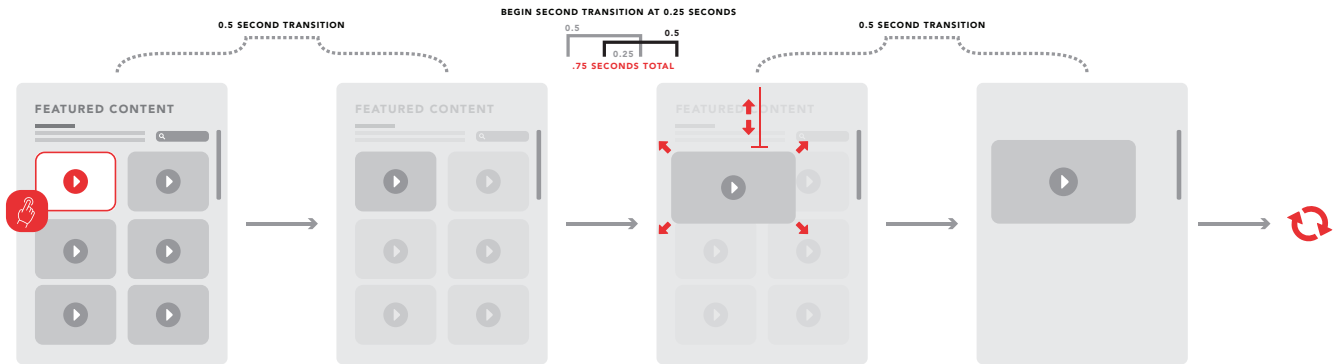 BEGIN SECOND TRANSITION AT 0.25 SECONDS
0.5 SECOND TRANSITION
0.5
0.5
0.25
.75 SECONDS TOTAL
0.5 SECOND TRANSITION
FEATURED CONTENT
FEATURED CONTENT
FEATURED CONTENT